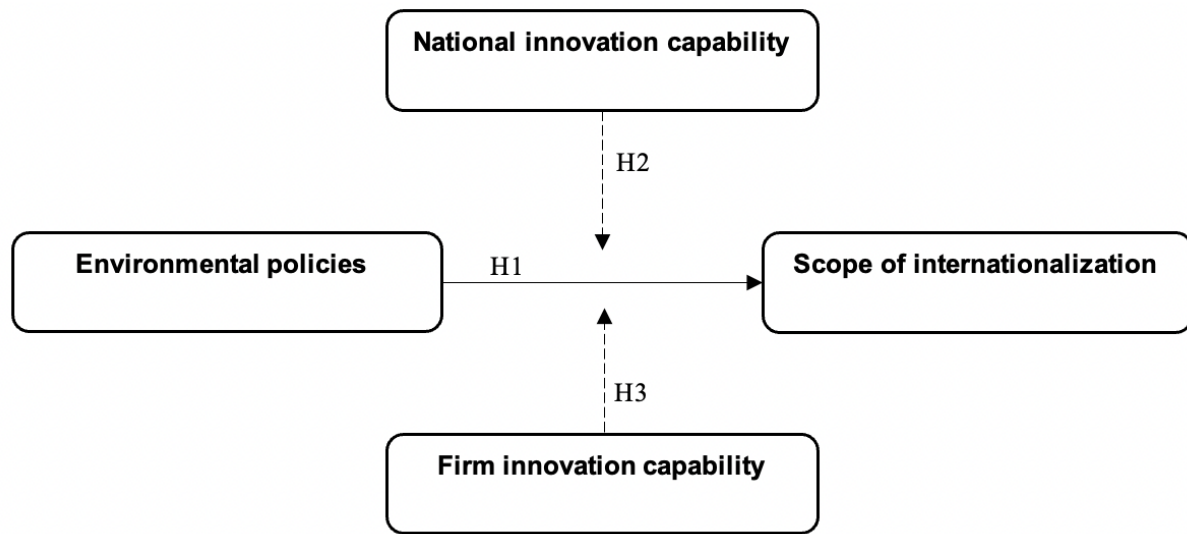 National innovation capability
H2
Environmental policies
H1
Scope of internationalization
H3
Firm innovation capability